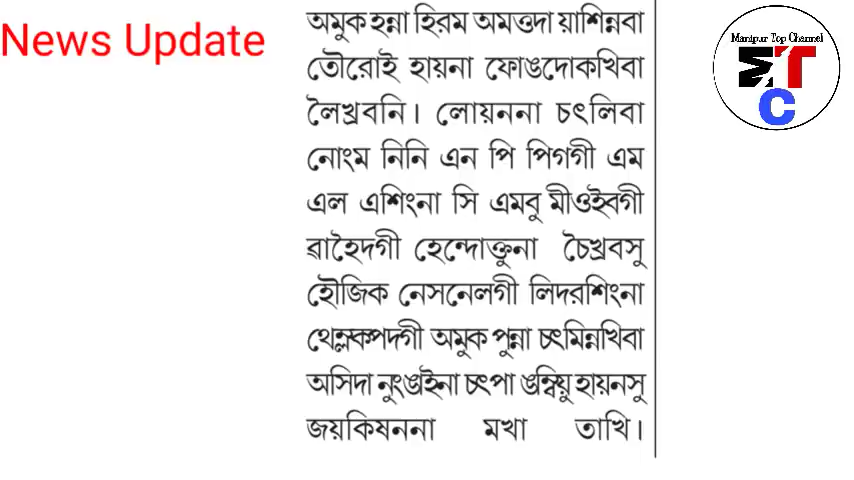 News Update
Manipur Top Channel
MTC
অমুক হন্না হিরম অমত্তদা য়াশিন্নবা
তৌরোই হায়না ফোঙদোকখিবা
লৈখ্রবনি। লোয়ননা চৎলিবা
নোংম নিনি এন পি পিগগী এম
এল এশিংনা সি এমবু মীওইবগী
ৱাহৈদগী হেন্দোক্তুনা চৈখ্রবসু
হৌজিক নেসনেলগী লিদরশিংনা
থেল্লকপদগী অমুক পুন্না চৎমিন্নখিবা
অসিদা নুংঙাইনা চৎপা ঙম্বিয়ু হায়নসু
জয়কিষননা মখা তাখি।